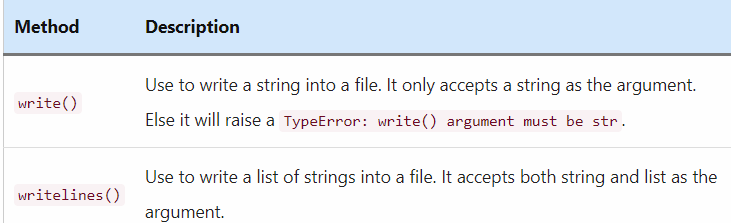 Method Description
write() Use to write a string into a file. It only accepts a string as the argument.
Else it will raise a TypeError: write() argument must be str.
writelines() Use to write a list of strings into a file. It accepts both string and list as the
argument.